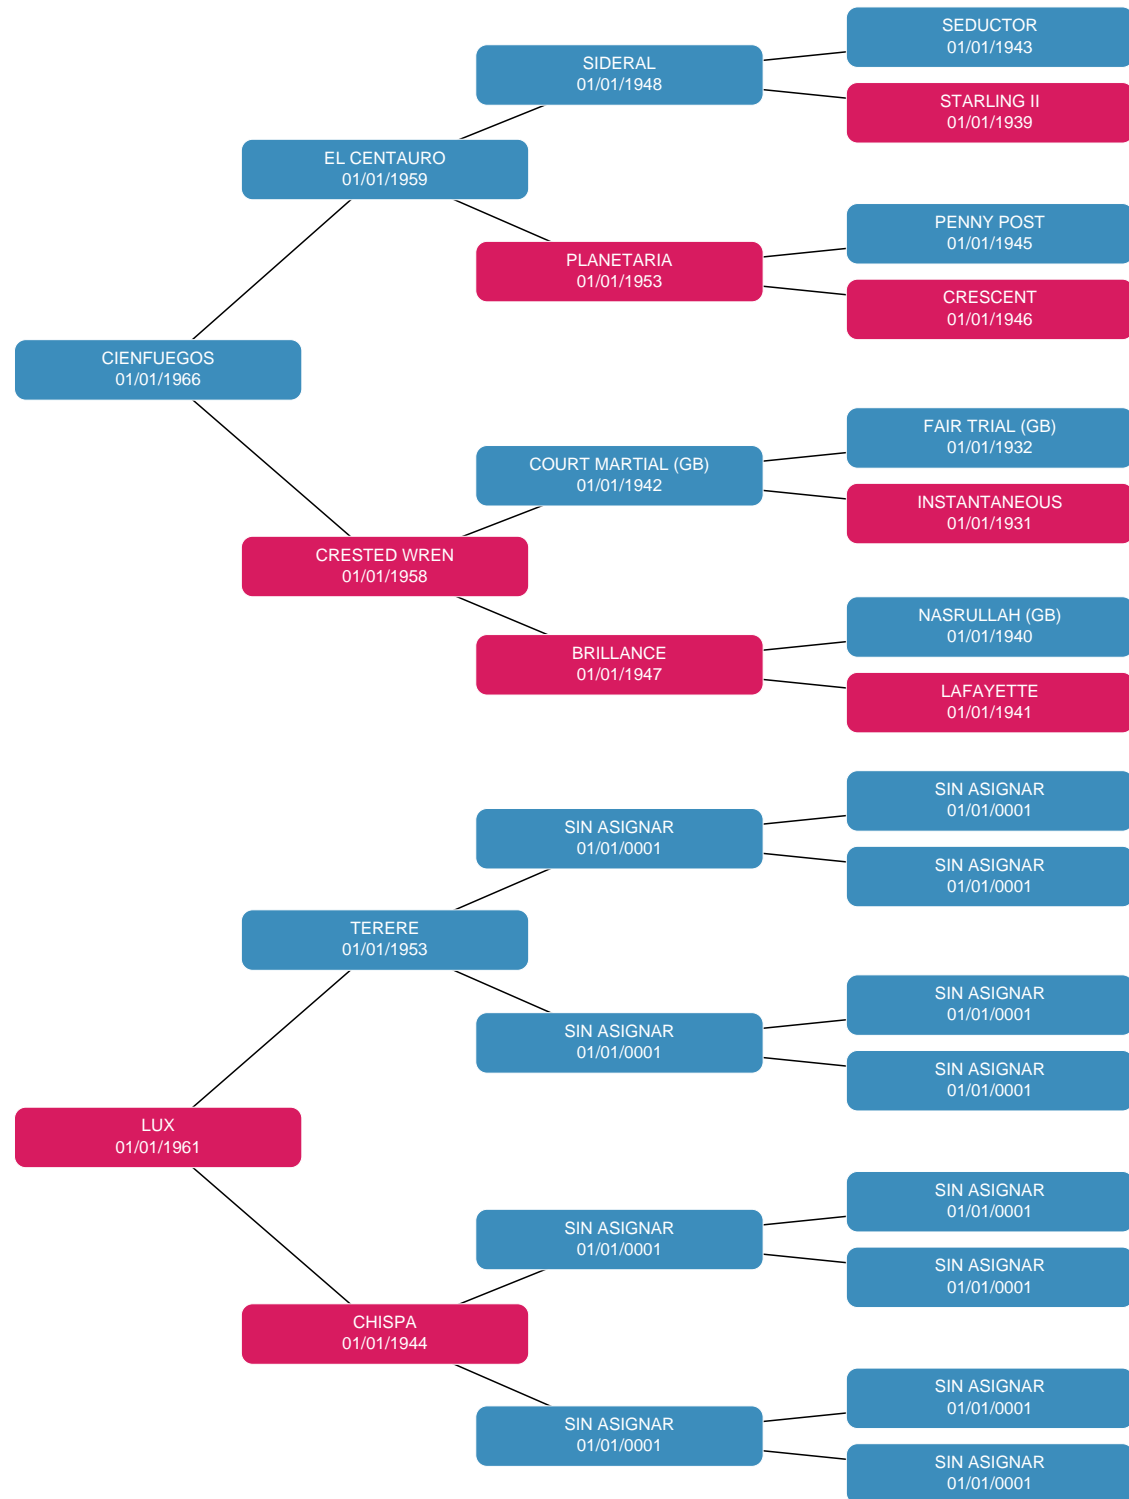 SEDUCTOR
01/01/1943
SIDERAL
01/01/1948
STARLING II
01/01/1939
EL CENTAURO
01/01/1959
PENNY POST
01/01/1945
PLANETARIA
01/01/1953
CRESCENT
01/01/1946
CIENFUEGOS
01/01/1966
FAIR TRIAL (GB)
01/01/1932
COURT MARTIAL (GB)
01/01/1942
INSTANTANEOUS
01/01/1931
CRESTED WREN
01/01/1958
NASRULLAH (GB)
01/01/1940
BRILLANCE
01/01/1947
LAFAYETTE
01/01/1941
SIN ASIGNAR
01/01/0001
SIN ASIGNAR
01/01/0001
SIN ASIGNAR
01/01/0001
TERERE
01/01/1953
SIN ASIGNAR
01/01/0001
SIN ASIGNAR
01/01/0001
SIN ASIGNAR
01/01/0001
LUX
01/01/1961
SIN ASIGNAR
01/01/0001
SIN ASIGNAR
01/01/0001
SIN ASIGNAR
01/01/0001
CHISPA
01/01/1944
SIN ASIGNAR
01/01/0001
SIN ASIGNAR
01/01/0001
SIN ASIGNAR
01/01/0001